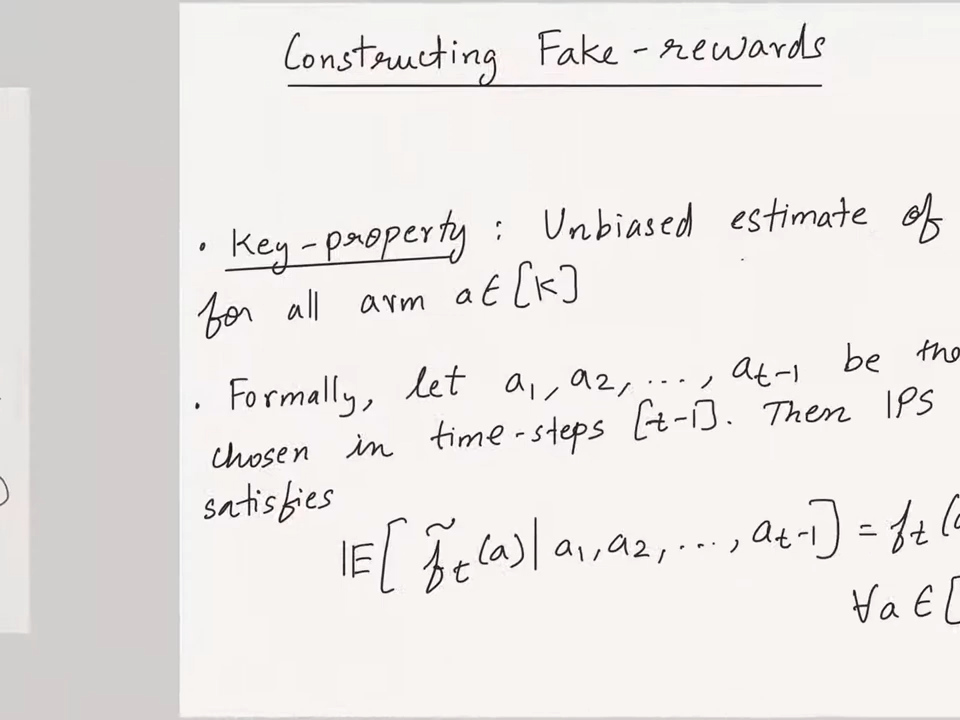 Constructing Fake-rewards
• Key-property : Unbiased estimate of
for all arm a ∈ [K]
• Formally, let a₁, a₂, ..., aₜ₋₁ be the
chosen in time-steps [t-1]. Then IPS
satisfies
𝔼[ f̃ₜ(a) | a₁, a₂, ..., aₜ₋₁ ] = fₜ(
∀a ∈ [